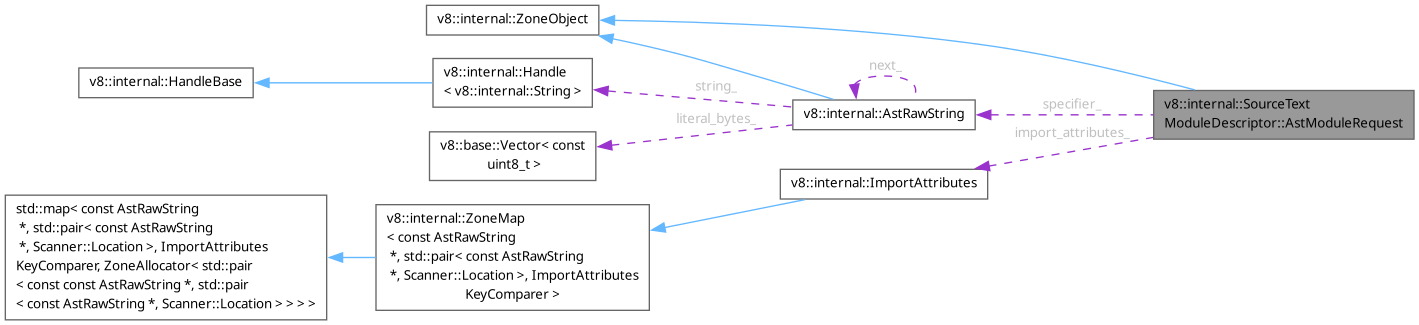 v8::internal::ZoneObject
v8::internal::HandleBase
v8::internal::Handle
< v8::internal::String >
string_
next_
v8::internal::AstRawString
specifier_
v8::internal::SourceText
ModuleDescriptor::AstModuleRequest
literal_bytes_
import_attributes_
v8::base::Vector< const
uint8_t >
v8::internal::ImportAttributes
std::map< const AstRawString
*, std::pair< const AstRawString
*, Scanner::Location >, ImportAttributes
KeyComparer, ZoneAllocator< std::pair
< const const AstRawString *, std::pair
< const AstRawString *, Scanner::Location > > > >
v8::internal::ZoneMap
< const AstRawString
*, std::pair< const AstRawString
*, Scanner::Location >, ImportAttributes
KeyComparer >